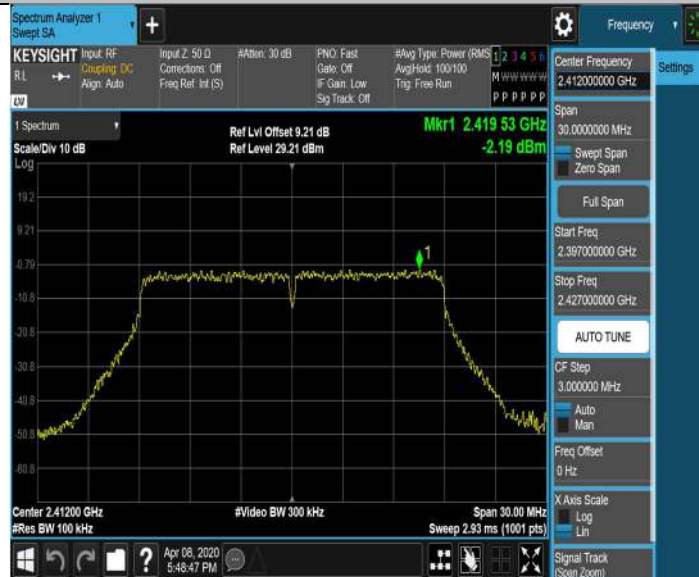 Spectrum Analyzer 1
Swept SA
+
Frequency
KEYSIGHT
RL
Input: RF
Coupling: DC
Align: Auto
Input Z: 50 Ω
Corrections: Off
Freq Ref: Int (S)
#Atten: 30 dB
PNO: Fast
Gate: Off
IF Gain: Low
Sig Track: Off
#Avg Type: Power (RMS
Avg|Hold: 100/100
Trig: Free Run
1 2 3 4 5 6
M W W W W W
P P P P P P
1 Spectrum
Scale/Div 10 dB
Log
Ref Lvl Offset 9.21 dB
Ref Level 29.21 dBm
Mkr1 2.419 53 GHz
-2.19 dBm
19.2
9.21
-0.79
-10.8
-20.8
-30.8
-40.8
-50.8
-60.8
1
Center 2.41200 GHz
#Res BW 100 kHz
#Video BW 300 kHz
Span 30.00 MHz
Sweep 2.93 ms (1001 pts)
?
Apr 08, 2020
5:48:47 PM
Center Frequency
2.412000000 GHz
Settings
Span
30.0000000 MHz
Swept Span
Zero Span
Full Span
Start Freq
2.397000000 GHz
Stop Freq
2.427000000 GHz
AUTO TUNE
CF Step
3.000000 MHz
Auto
Man
Freq Offset
0 Hz
X Axis Scale
Log
Lin
Signal Track
(Span Zoom)